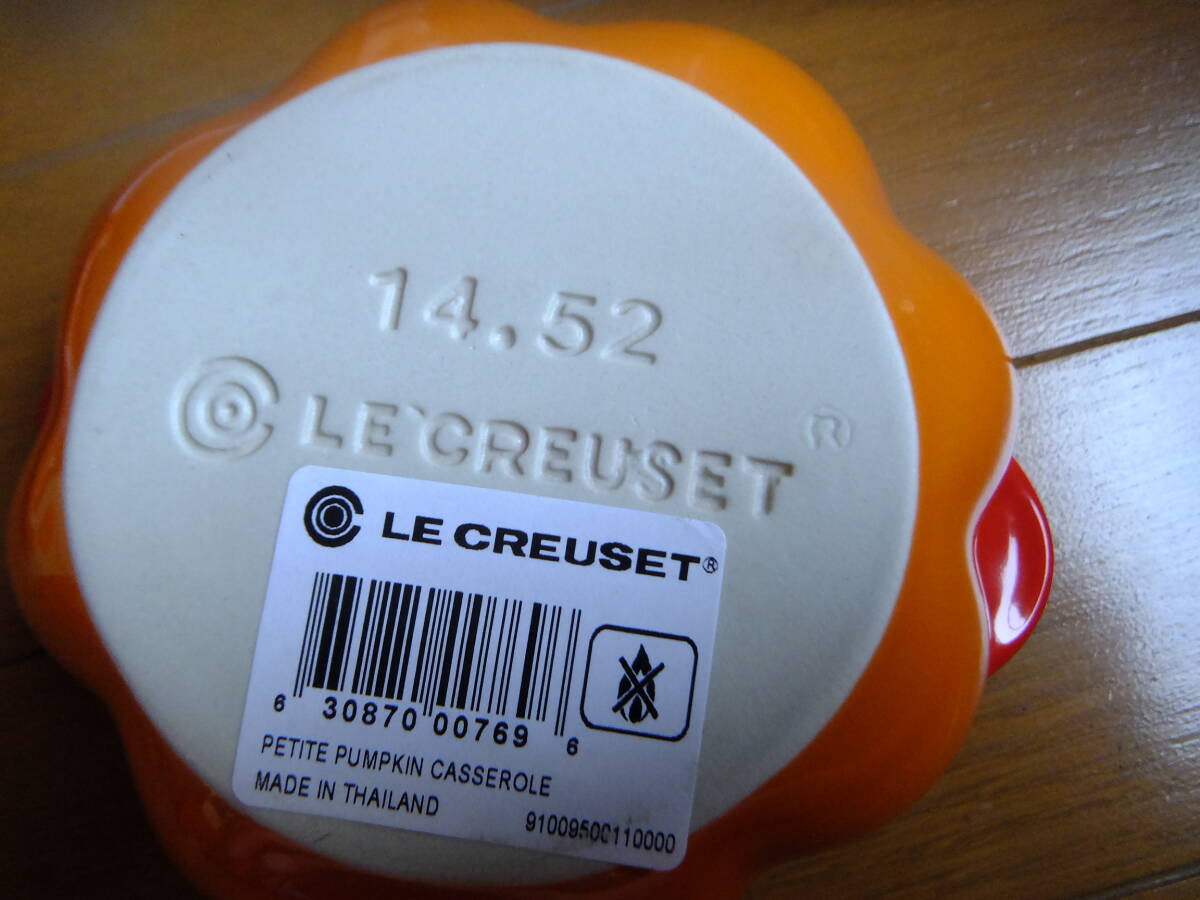 14.52
LE CREUSET ®
LE CREUSET®
6 30870 00769 6
PETITE PUMPKIN CASSEROLE
MADE IN THAILAND
91009500110000